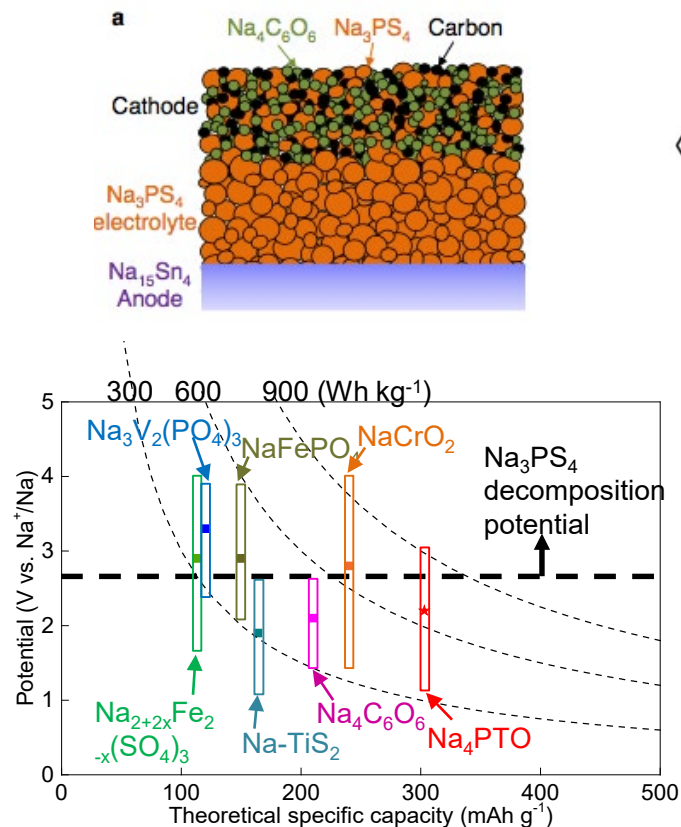 a
Na₄C₆O₆ Na₃PS₄ Carbon
Cathode
Na₃PS₄
electrolyte
Na₁₅Sn₄
Anode
300 600 900 (Wh kg⁻¹)
Na₃V₂(PO₄)₃
NaFePO₄
NaCrO₂
Na₃PS₄
decomposition
potential
Na₂₊₂ₓFe₂
-ₓ(SO₄)₃
Na-TiS₂
Na₄C₆O₆
Na₄PTO
Potential (V vs. Na⁺/Na)
5
4
3
2
1
0
0 100 200 300 400 500
Theoretical specific capacity (mAh g⁻¹)